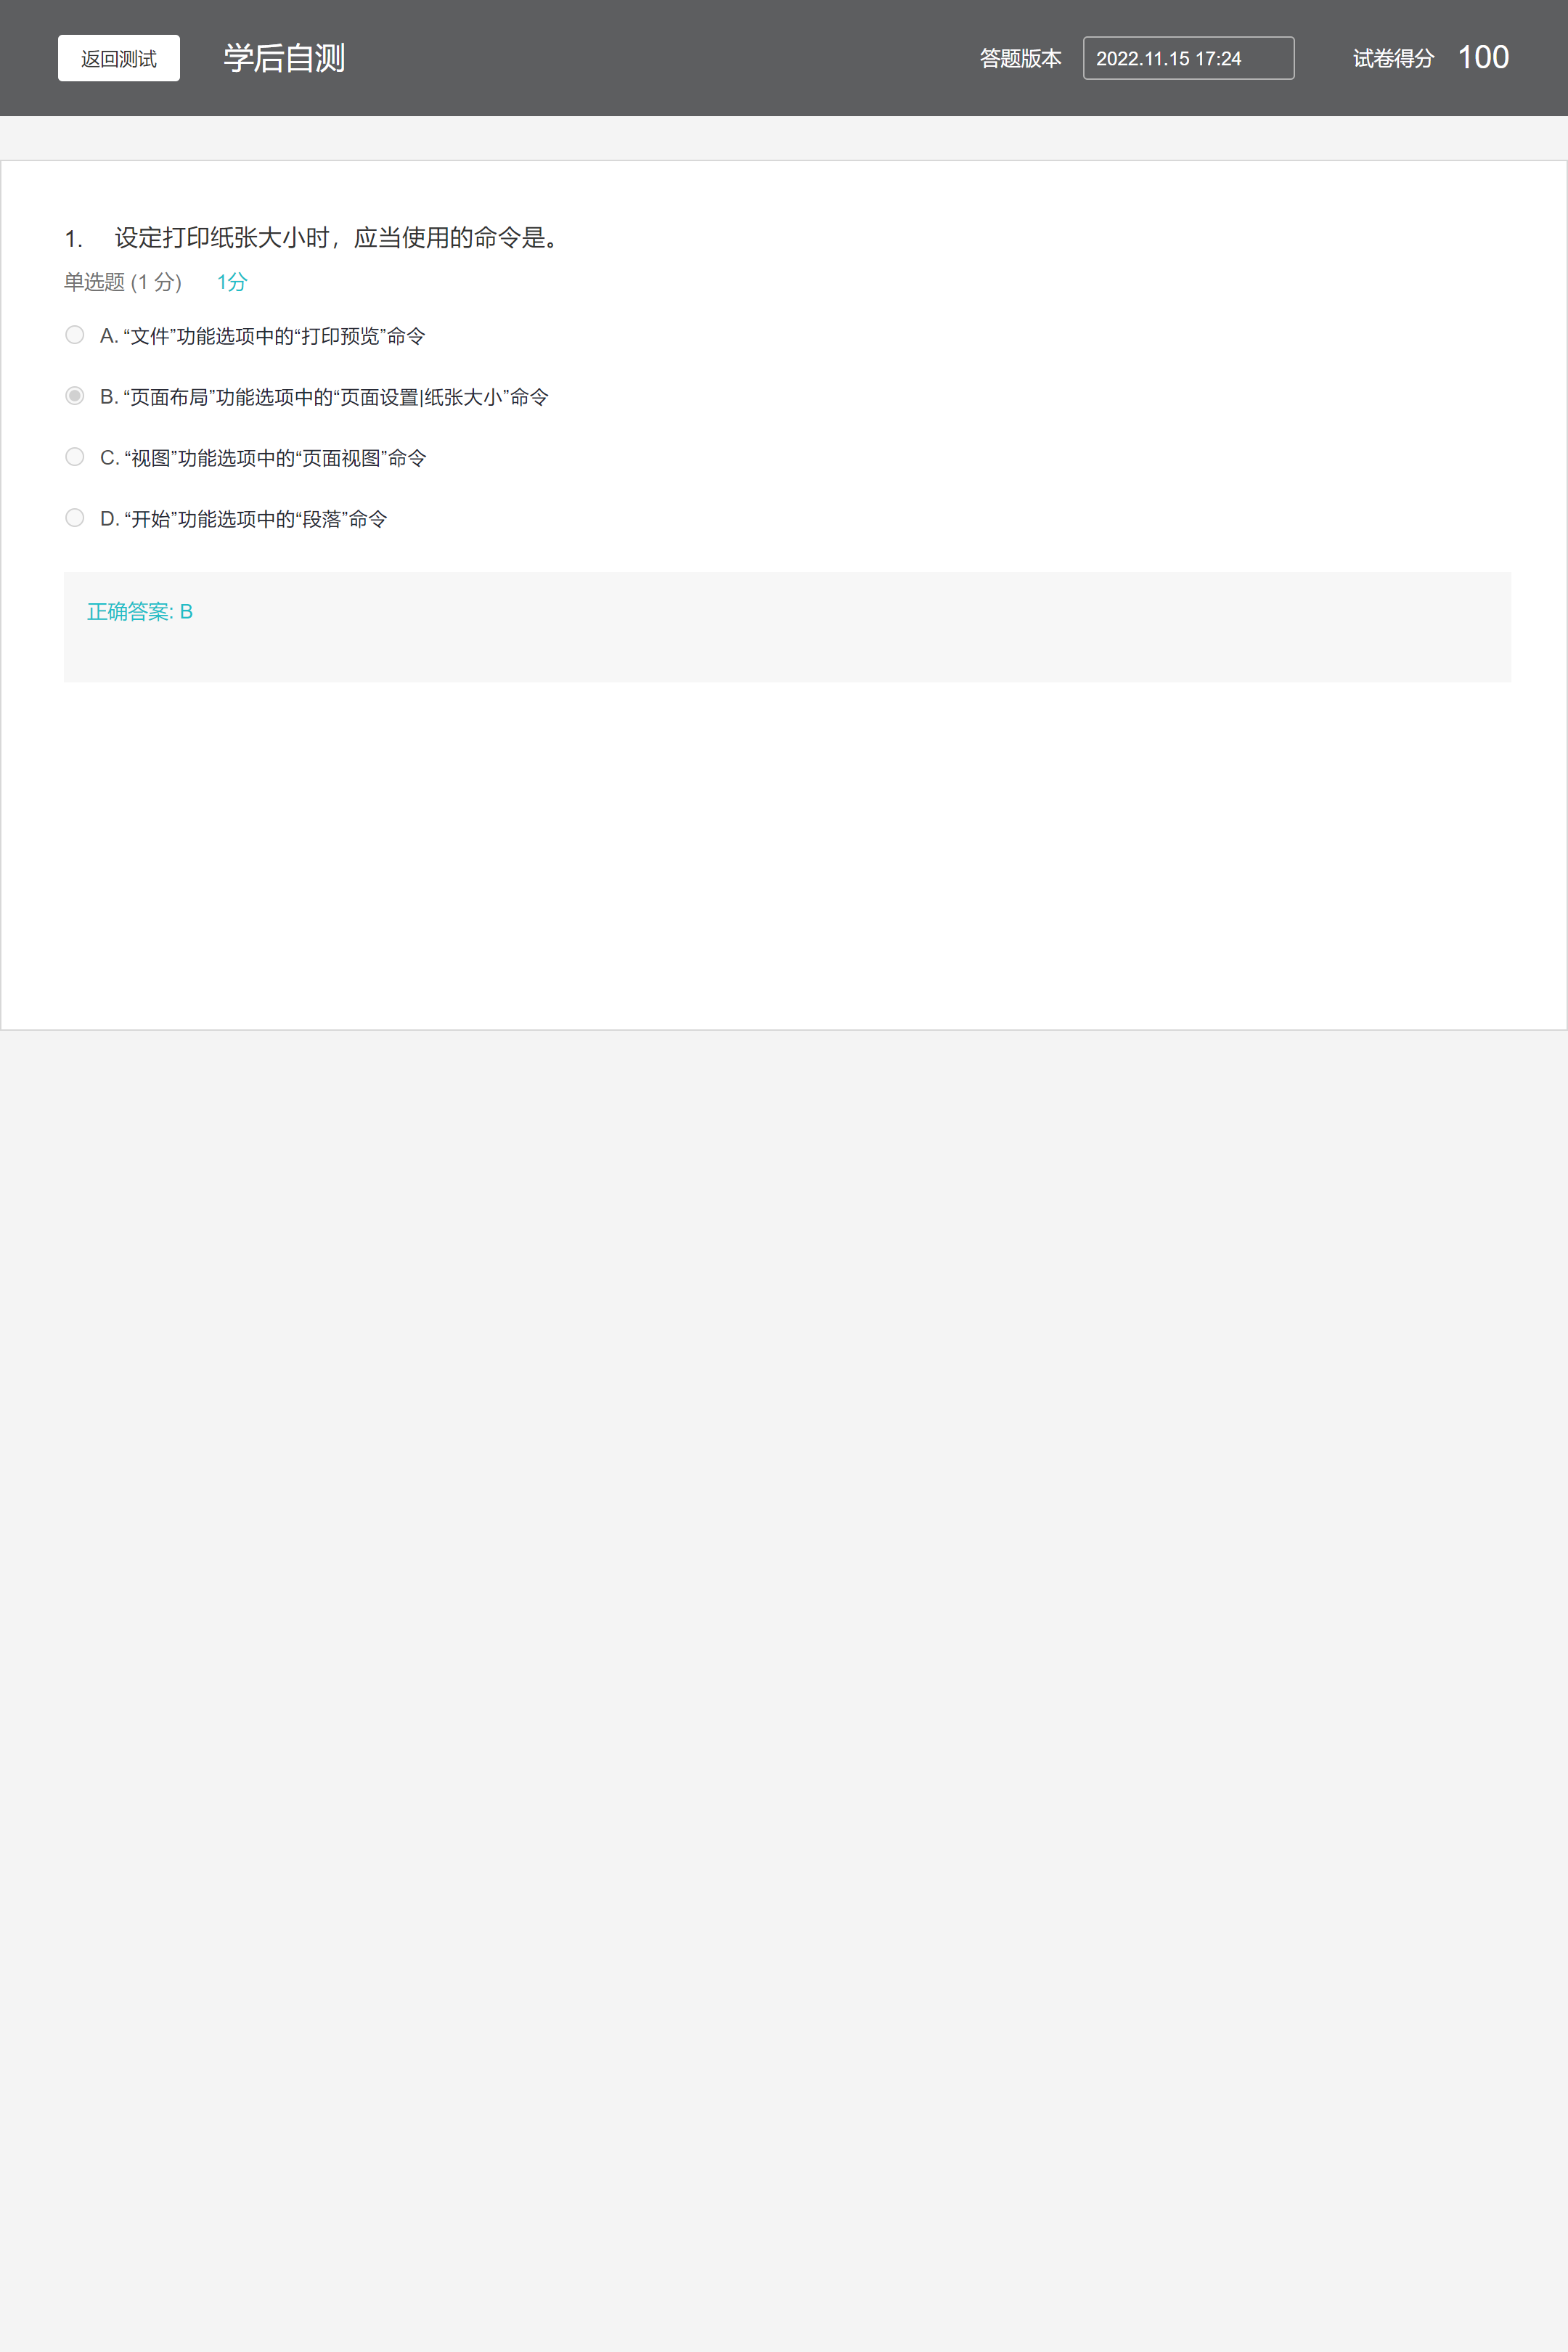 返回测试 学后自测 答题版本 2022.11.15 17:24 试卷得分 100
1. 设定打印纸张大小时，应当使用的命令是。
单选题 (1 分) 1分
A. “文件”功能选项中的“打印预览”命令
B. “页面布局”功能选项中的“页面设置|纸张大小”命令
C. “视图”功能选项中的“页面视图”命令
D. “开始”功能选项中的“段落”命令
正确答案: B